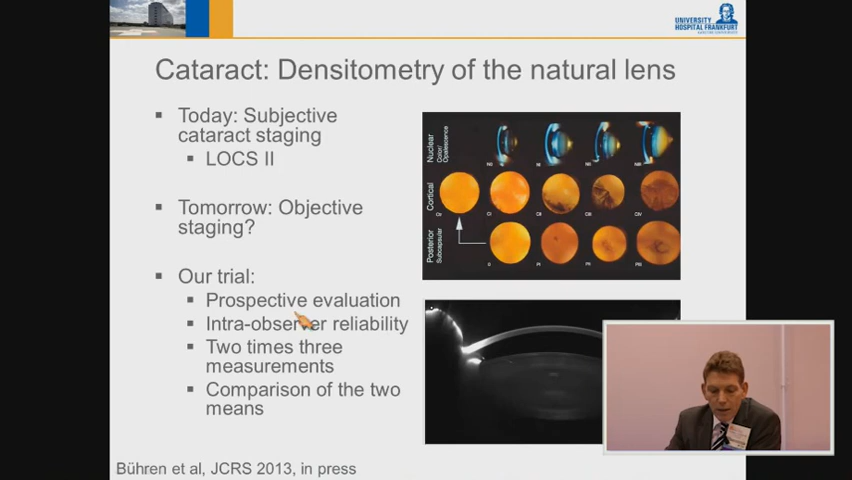 UNIVERSITY
HOSPITAL FRANKFURT
Cataract: Densitometry of the natural lens
▪ Today: Subjective
cataract staging
▪ LOCS II
▪ Tomorrow: Objective
staging?
▪ Our trial:
▪ Prospective evaluation
▪ Intra-observer reliability
▪ Two times three
measurements
▪ Comparison of the two
means
Nuclear
Color/
Opalescence
Cortical
Posterior
Subcapsular
Bühren et al, JCRS 2013, in press